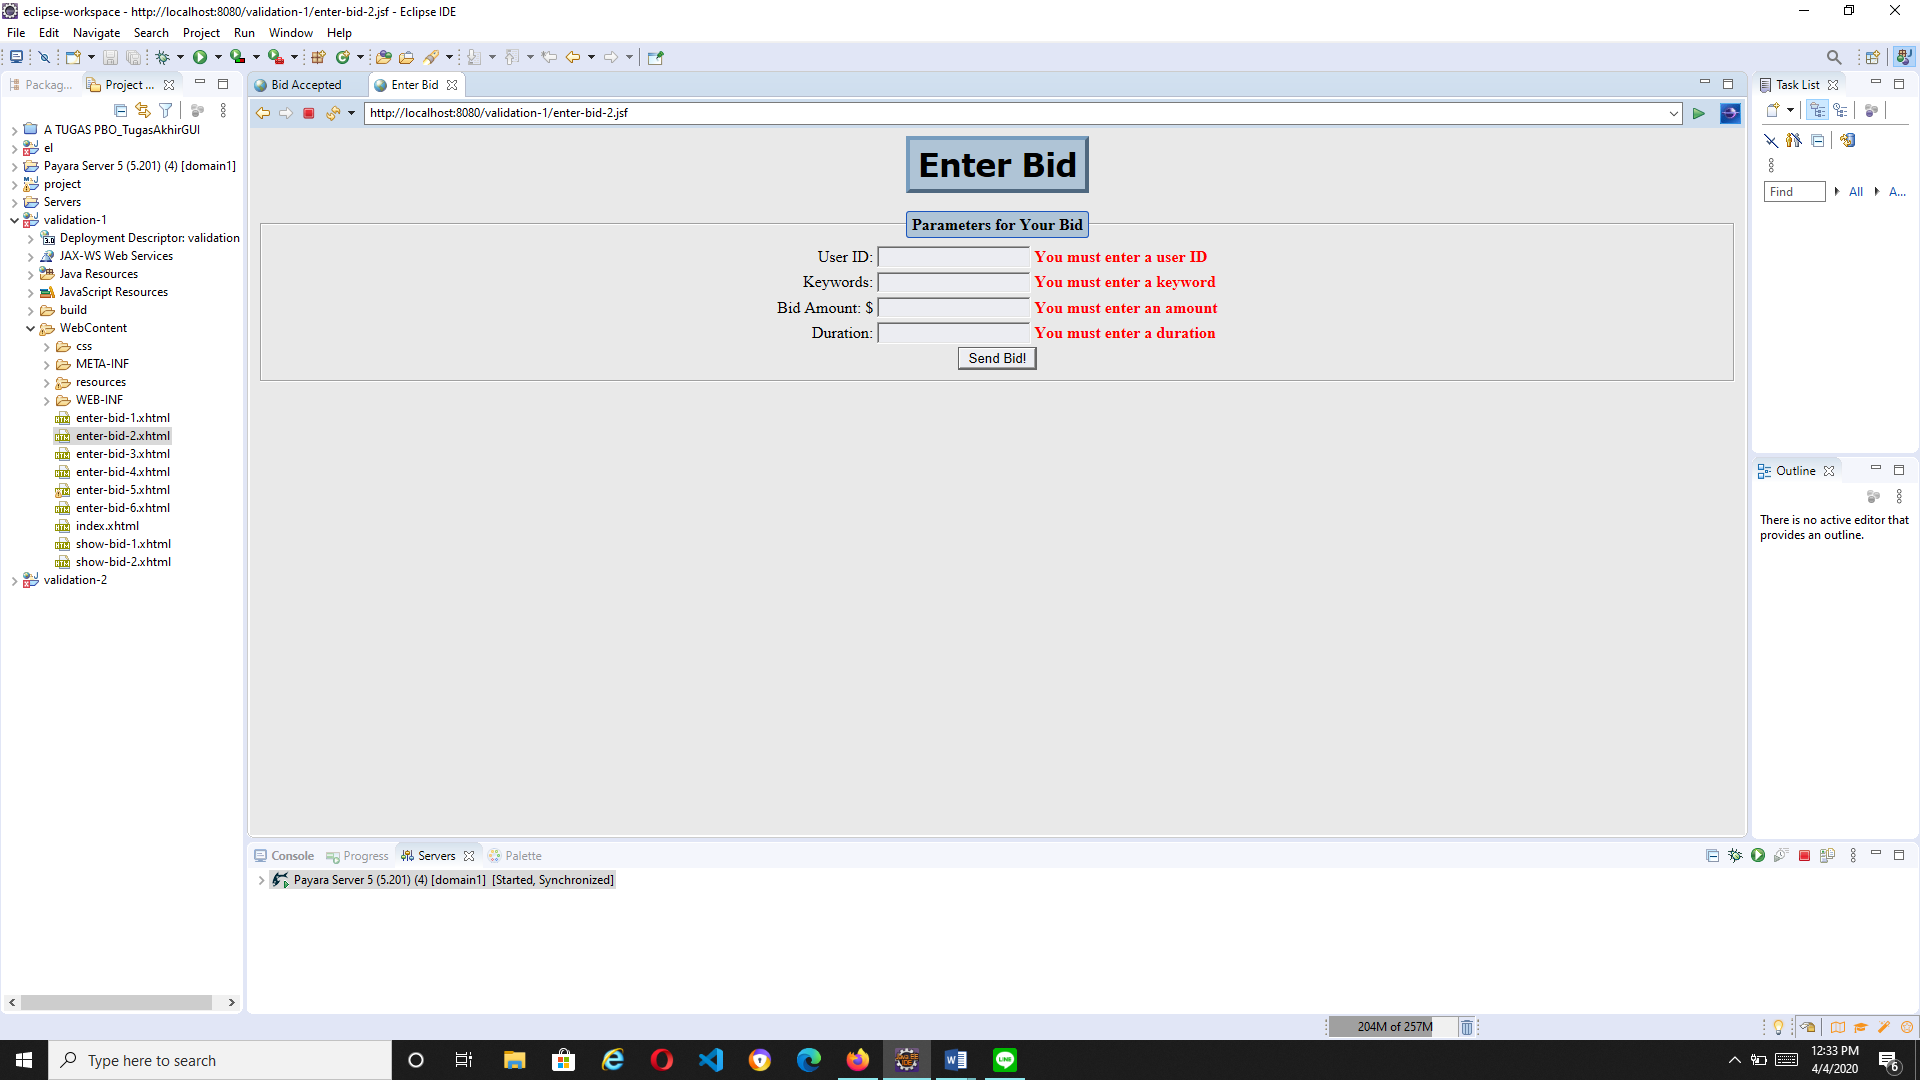 eclipse-workspace - http://localhost:8080/validation-1/enter-bid-2.jsf - Eclipse IDE
File Edit Navigate Search Project Run Window Help
Packag...
Project ...
A TUGAS PBO_TugasAkhirGUI
el
Payara Server 5 (5.201) (4) [domain1]
project
Servers
validation-1
Deployment Descriptor: validation
JAX-WS Web Services
Java Resources
JavaScript Resources
build
WebContent
css
META-INF
resources
WEB-INF
enter-bid-1.xhtml
enter-bid-2.xhtml
enter-bid-3.xhtml
enter-bid-4.xhtml
enter-bid-5.xhtml
enter-bid-6.xhtml
index.xhtml
show-bid-1.xhtml
show-bid-2.xhtml
validation-2
Bid Accepted
Enter Bid
http://localhost:8080/validation-1/enter-bid-2.jsf
Enter Bid
Parameters for Your Bid
User ID: You must enter a user ID
Keywords: You must enter a keyword
Bid Amount: $ You must enter an amount
Duration: You must enter a duration
Send Bid!
Task List
Find All A...
Outline
There is no active editor that
provides an outline.
Console Progress Servers Palette
Payara Server 5 (5.201) (4) [domain1] [Started, Synchronized]
204M of 257M
Type here to search
12:33 PM
4/4/2020
6